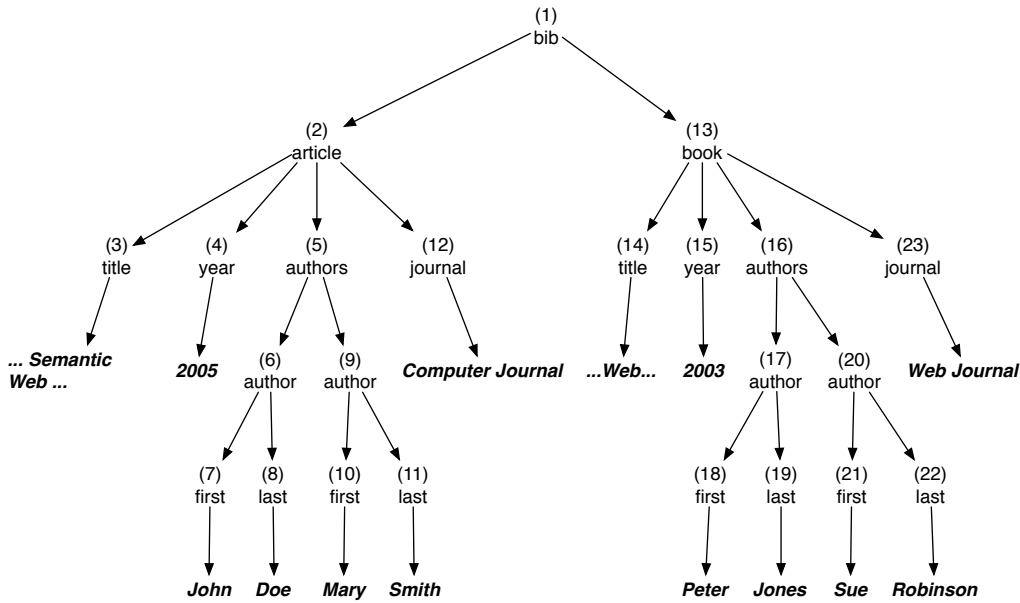 (1)
bib
(2)
article
(13)
book
(3)
title
(4)
year
(5)
authors
(12)
journal
(14)
title
(15)
year
(16)
authors
(23)
journal
... Semantic
Web ...
2005
(6)
author
(9)
author
Computer Journal
...Web...
2003
(17)
author
(20)
author
Web Journal
(7)
first
(8)
last
(10)
first
(11)
last
(18)
first
(19)
last
(21)
first
(22)
last
John
Doe
Mary
Smith
Peter
Jones
Sue
Robinson